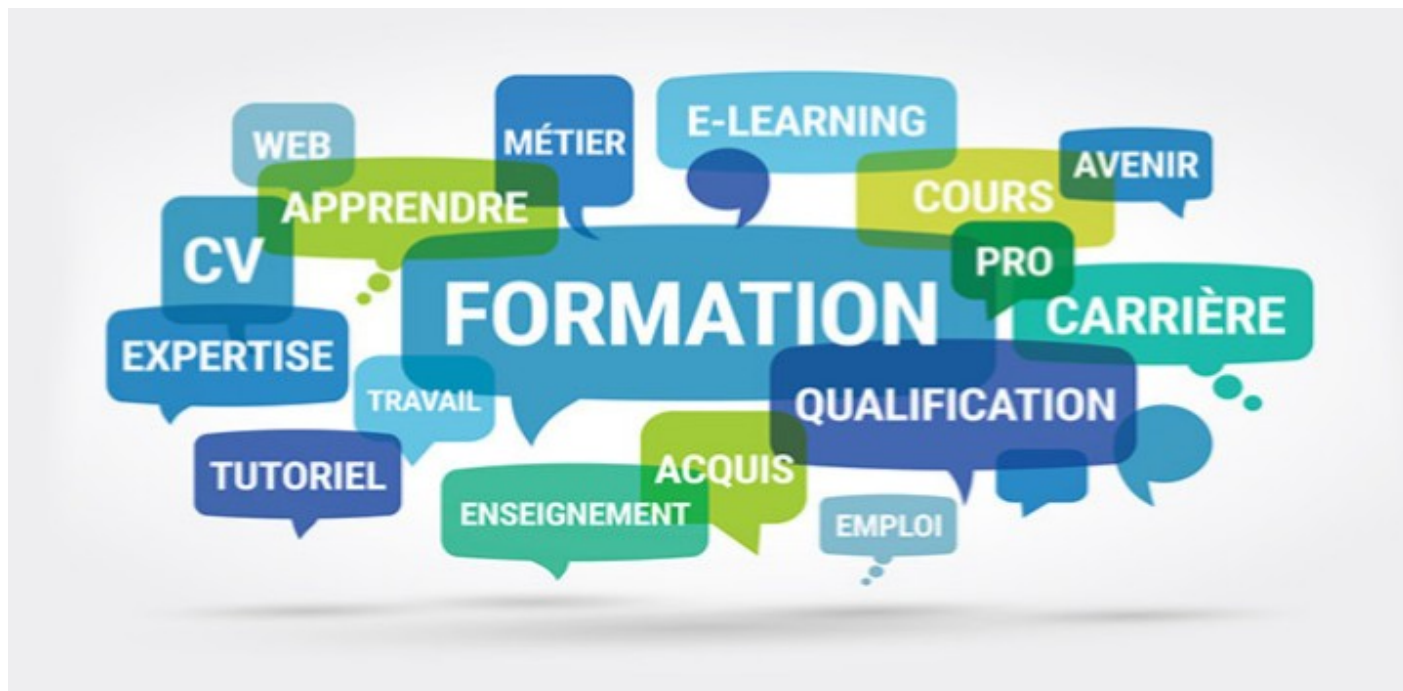 E-LEARNING
MÉTIER
WEB
AVENIR
APPRENDRE
COURS
CV
PRO
FORMATION
CARRIÈRE
EXPERTISE
TRAVAIL
QUALIFICATION
TUTORIEL
ACQUIS
ENSEIGNEMENT
EMPLOI